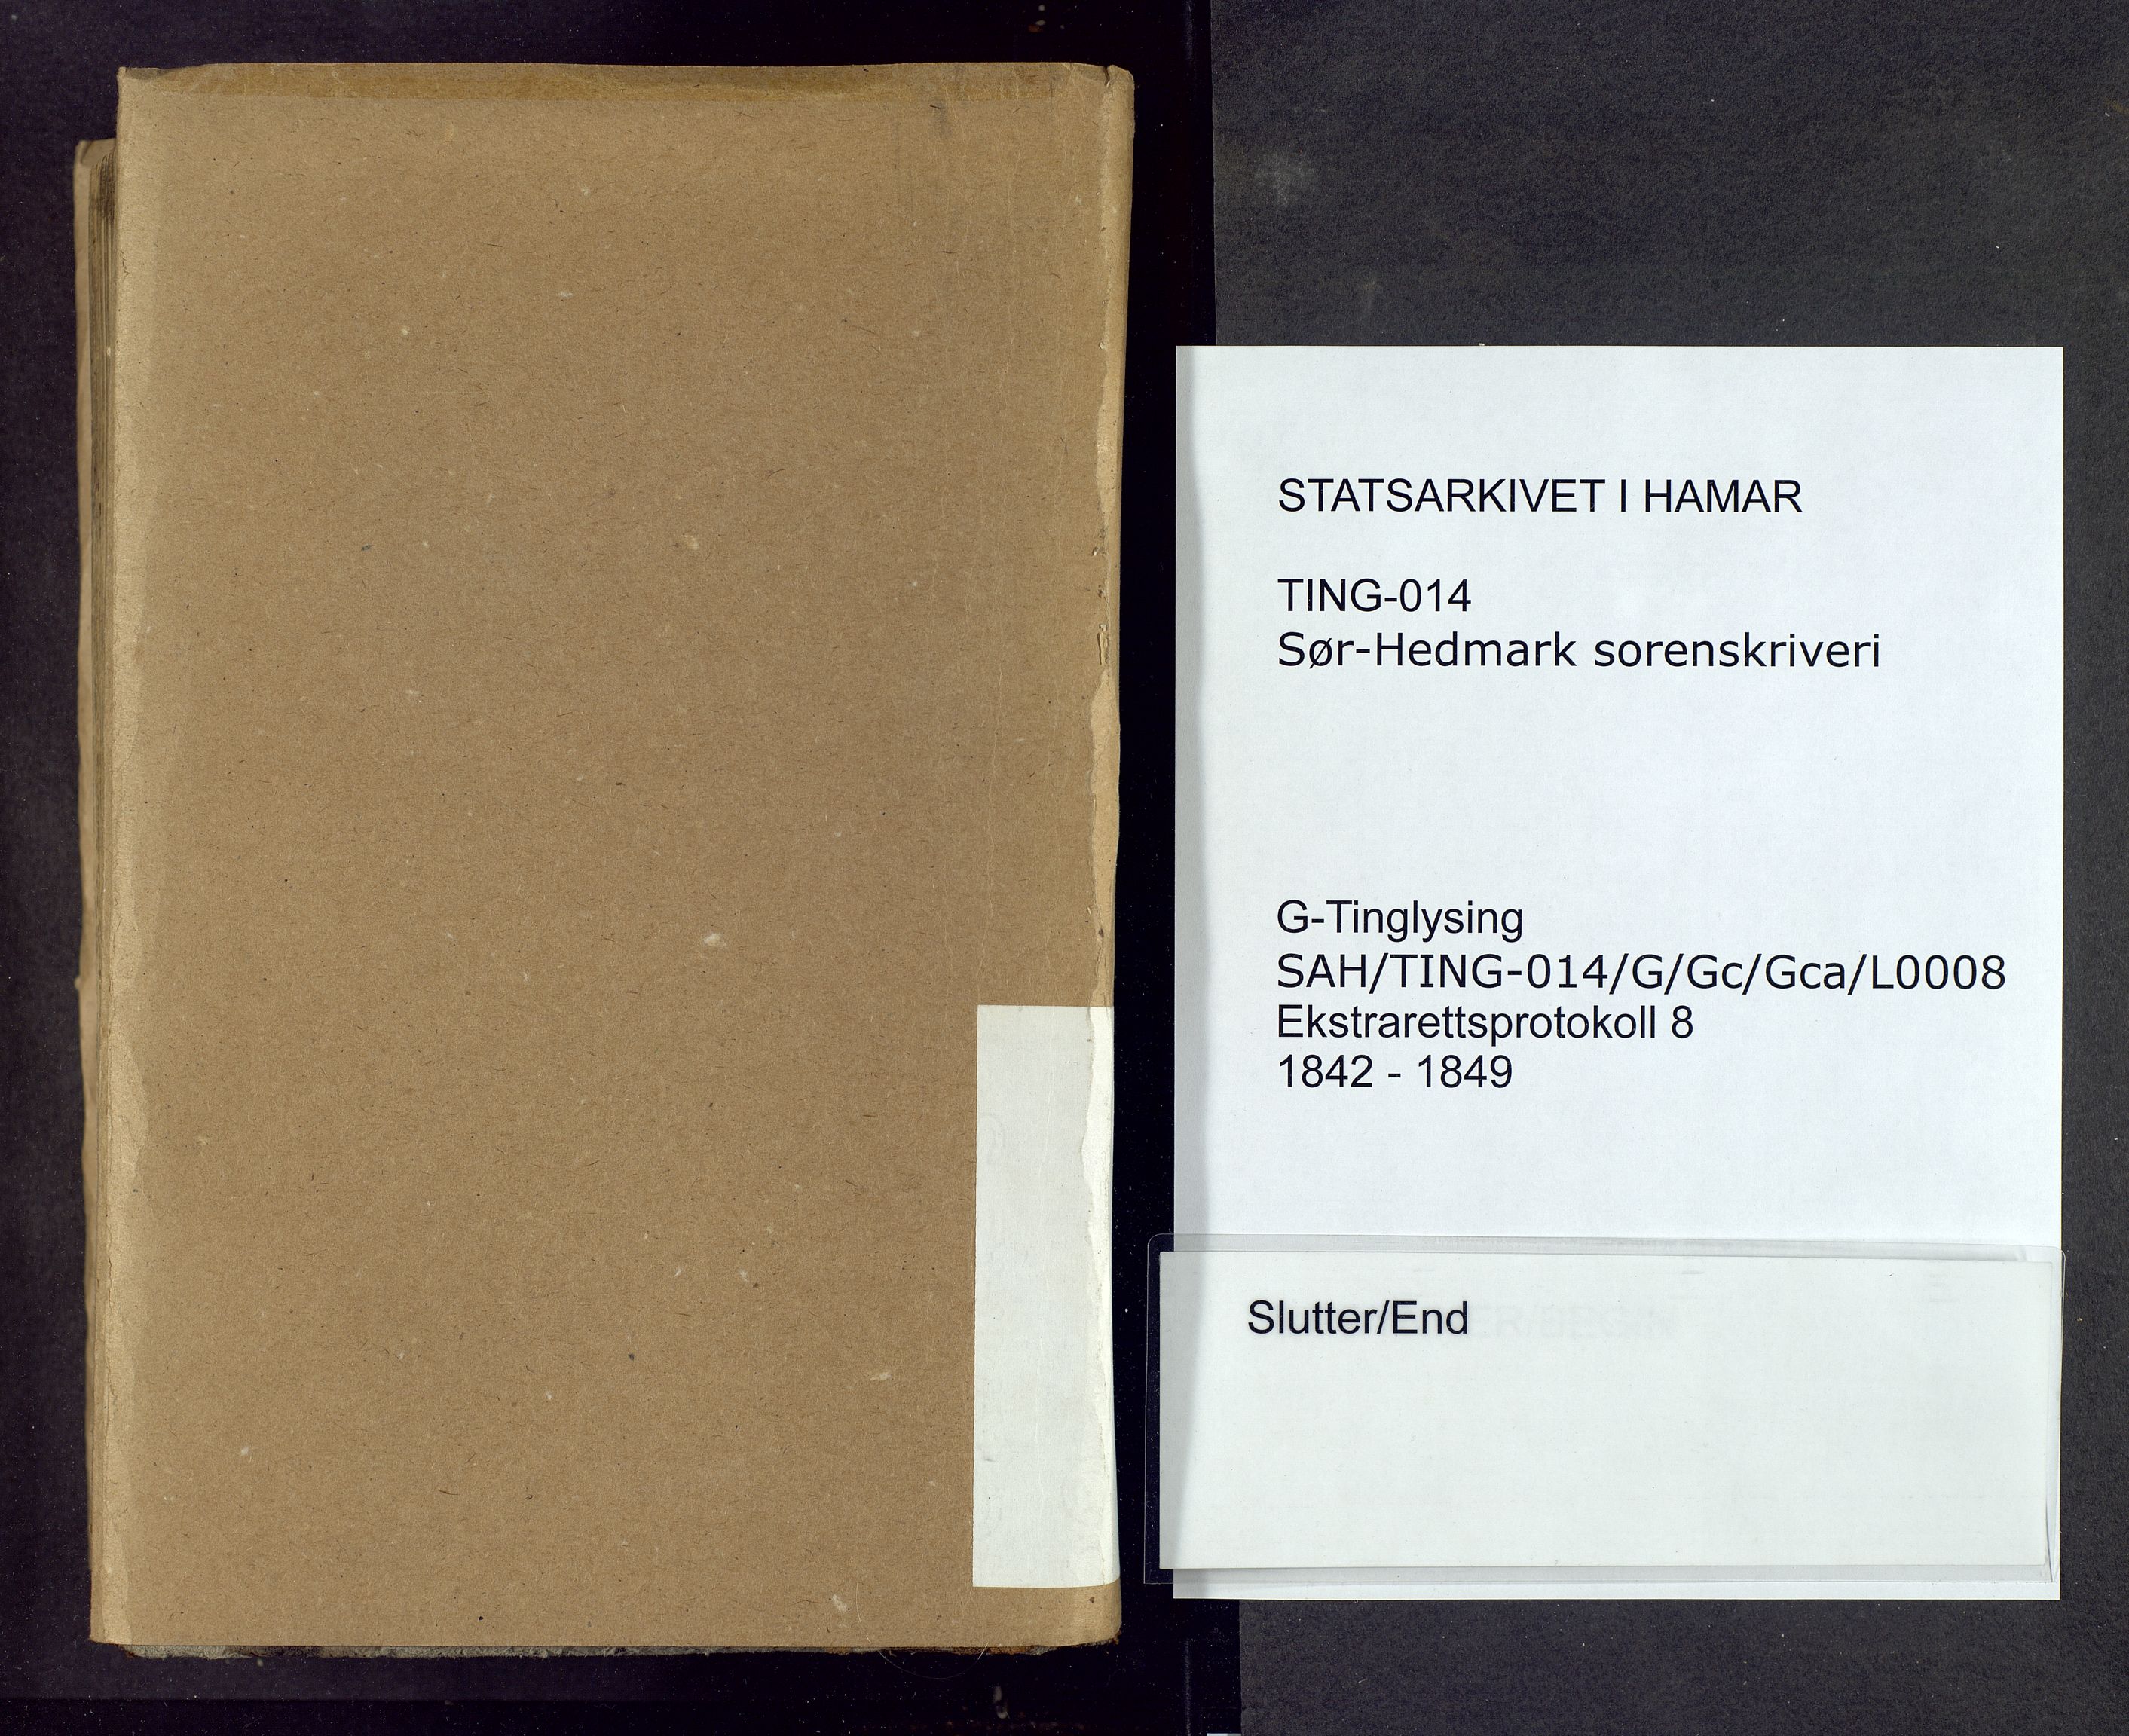 STATSARKIVET I HAMAR
TING-014
Sør-Hedmark sorenskriveri
G-Tinglysing
SAH/TING-014/G/Gc/Gca/L0008
Ekstrarettsprotokoll 8
1842 - 1849
Slutter/End